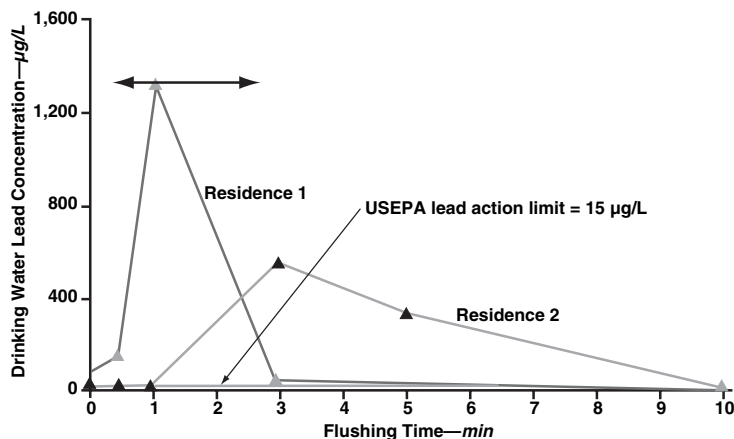 Drinking Water Lead Concentration—µg/L
1,600
1,200
800
400
0
Residence 1
USEPA lead action limit = 15 µg/L
Residence 2
0 1 2 3 4 5 6 7 8 9 10
Flushing Time—min